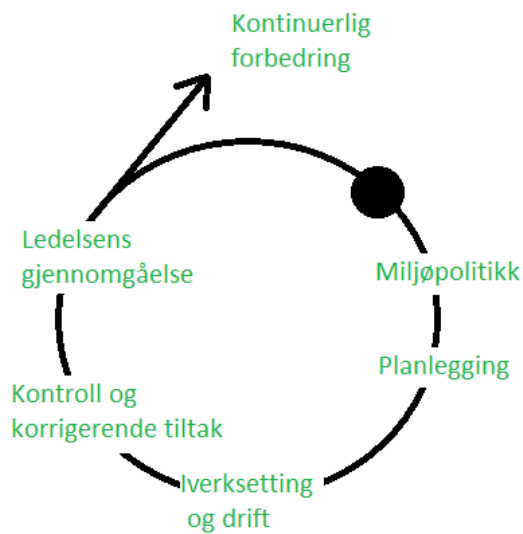 Kontinuerlig
forbedring
Ledelsens
gjennomgåelse
Miljøpolitikk
Planlegging
Kontroll og
korrigerende tiltak
Iverksetting
og drift